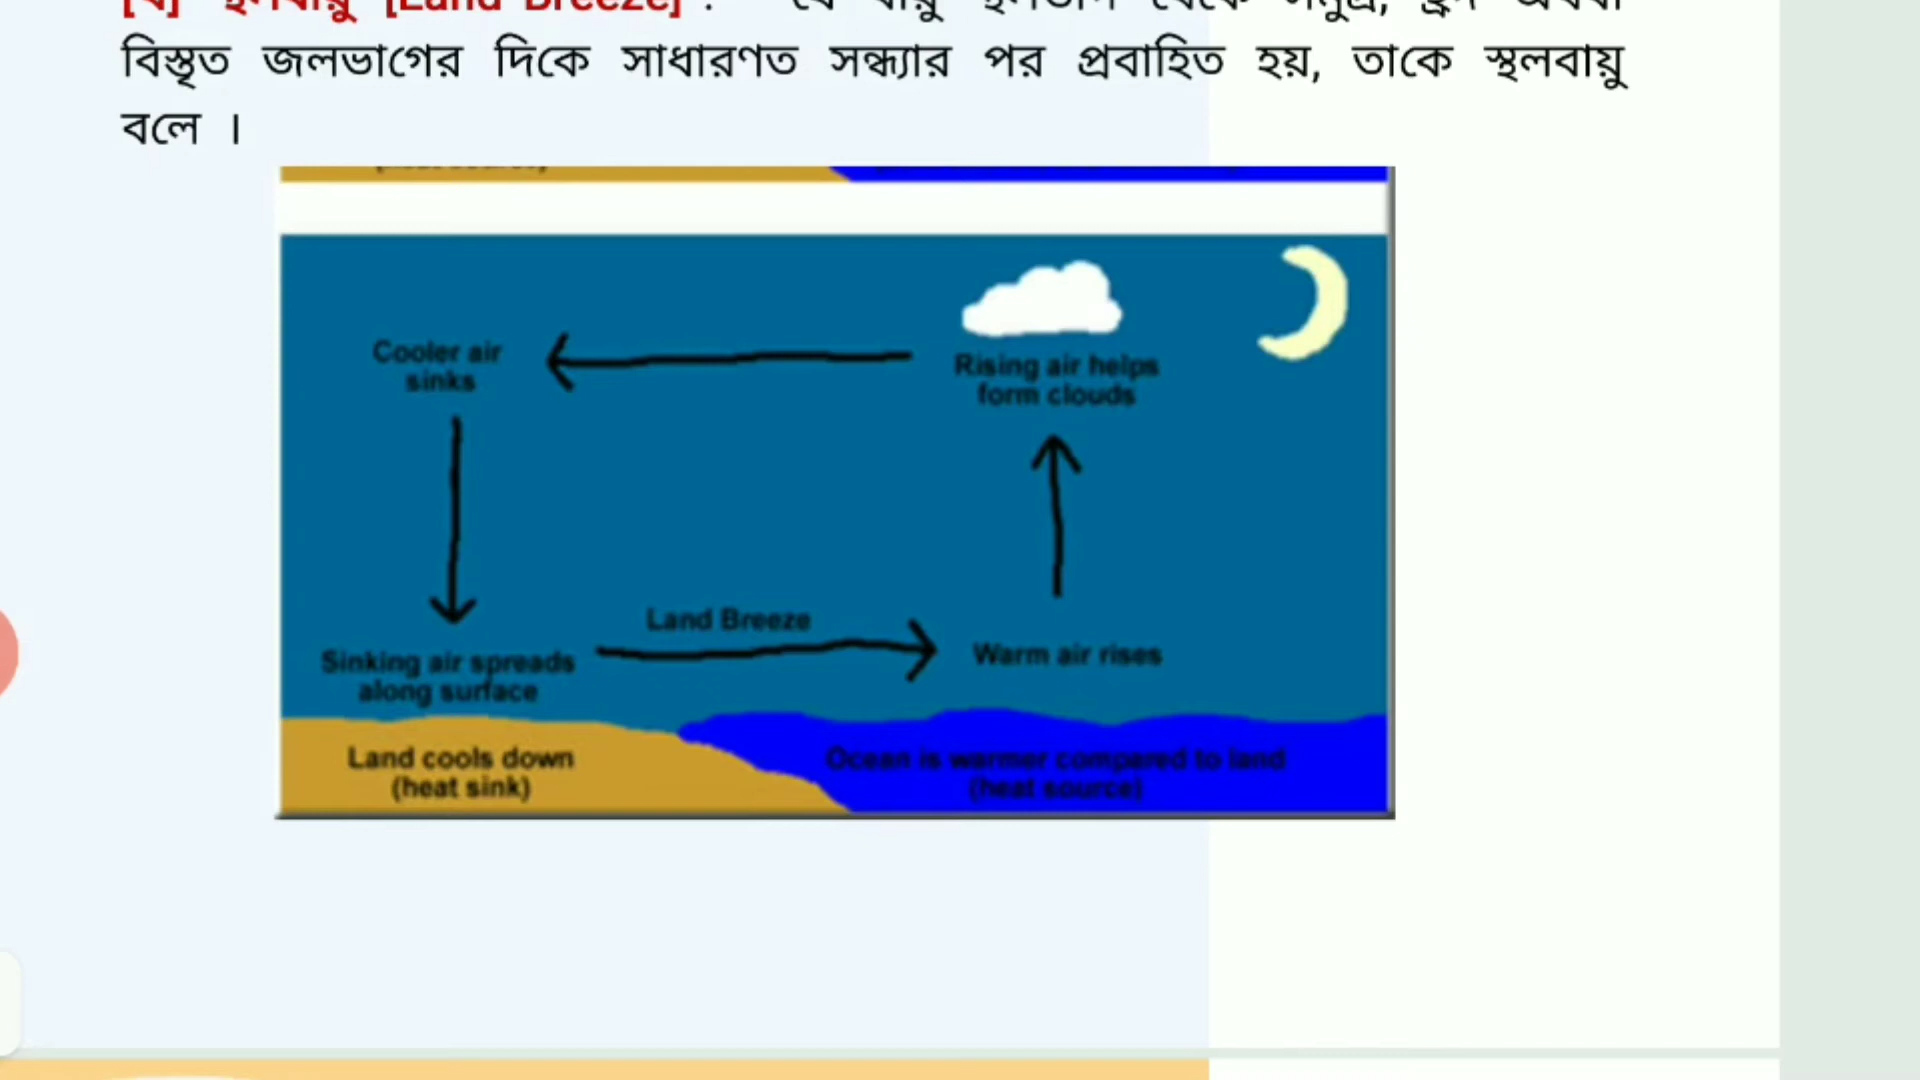 [Land Breeze] :
বিস্তৃত জলভাগের দিকে সাধারণত সন্ধ্যার পর প্রবাহিত হয়, তাকে স্থলবায়ু
বলে ।
Cooler air
sinks
Rising air helps
form clouds
Land Breeze
Sinking air spreads
along surface
Warm air rises
Land cools down
(heat sink)
Ocean is warmer compared to land
(heat source)